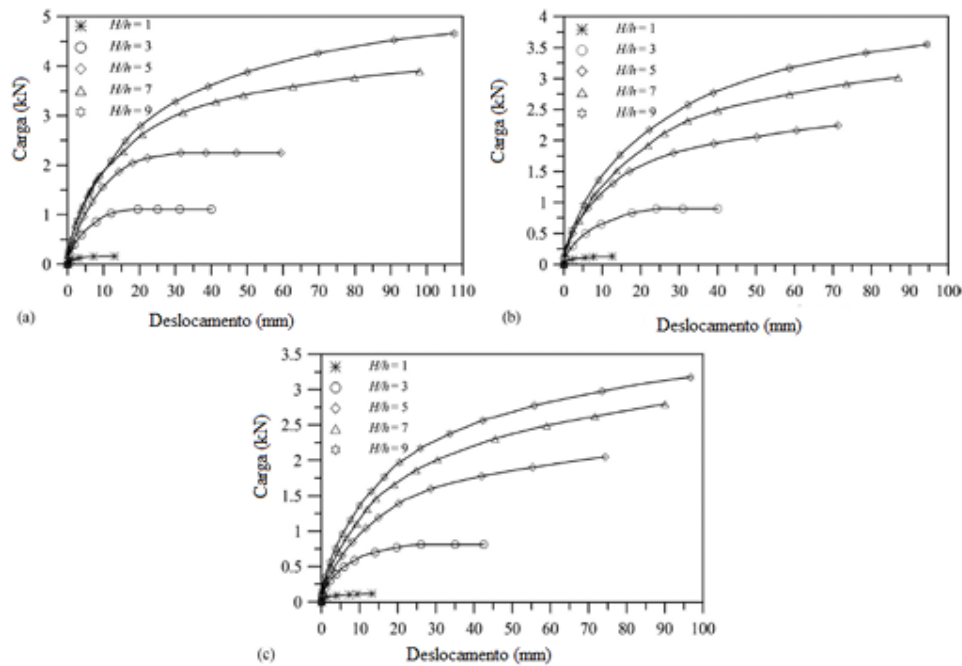 5
4
3
2
1
0
Carga (kN)
H/h = 1
H/h = 3
H/h = 5
H/h = 7
H/h = 9
0 10 20 30 40 50 60 70 80 90 100 110
(a)
Deslocamento (mm)
4
3.5
3
2.5
2
1.5
1
0.5
0
Carga (kN)
H/h = 1
H/h = 3
H/h = 5
H/h = 7
H/h = 9
0 10 20 30 40 50 60 70 80 90 100
(b)
Deslocamento (mm)
3.5
3
2.5
2
1.5
1
0.5
0
Carga (kN)
H/h = 1
H/h = 3
H/h = 5
H/h = 7
H/h = 9
0 10 20 30 40 50 60 70 80 90 100
(c)
Deslocamento (mm)